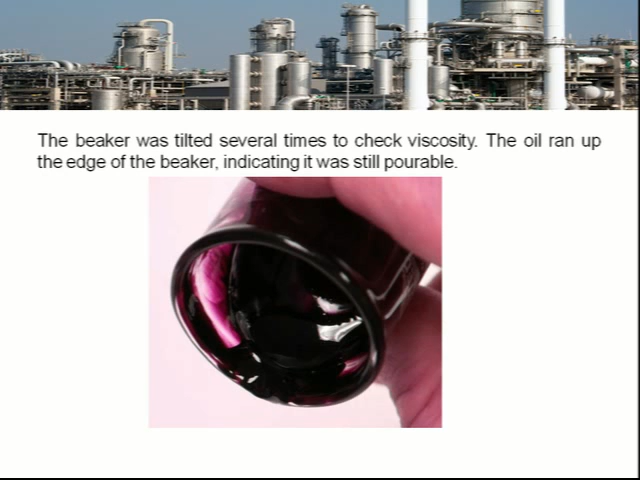 The beaker was tilted several times to check viscosity. The oil ran up
the edge of the beaker, indicating it was still pourable.